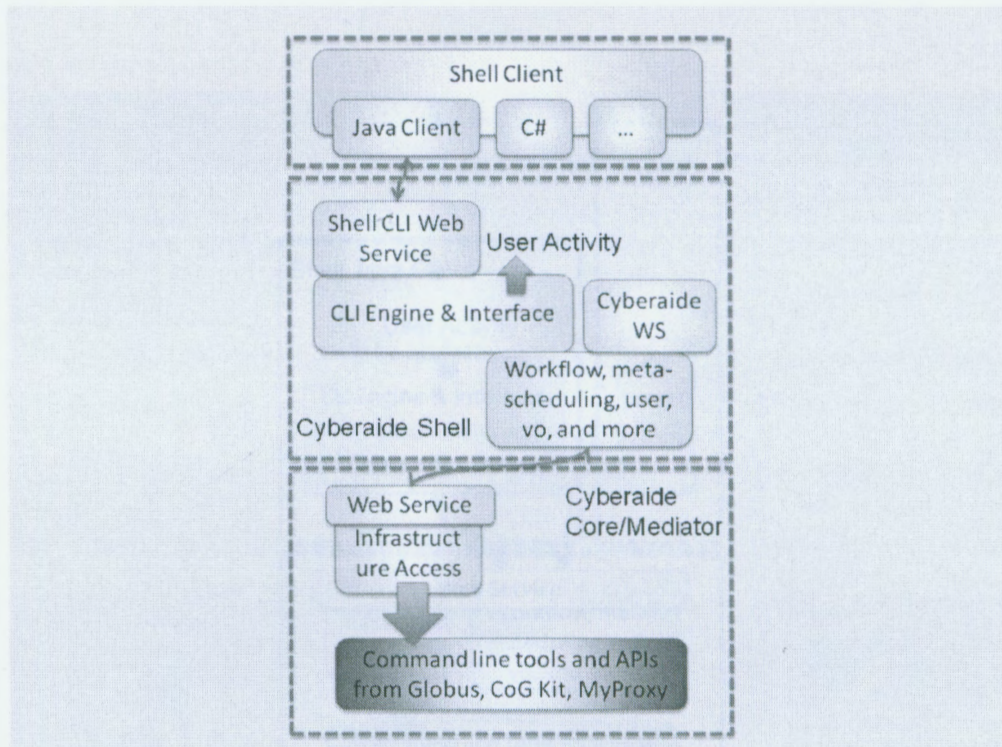 Shell Client
Java Client
C#
...
Shell CLI Web
Service
User Activity
CLI Engine & Interface
Cyberaide
WS
Workflow, meta-
scheduling, user,
vo, and more
Cyberaide Shell
Web Service
Cyberaide
Core/Mediator
Infrastruct
ure Access
Command line tools and APIs
from Globus, CoG Kit, MyProxy